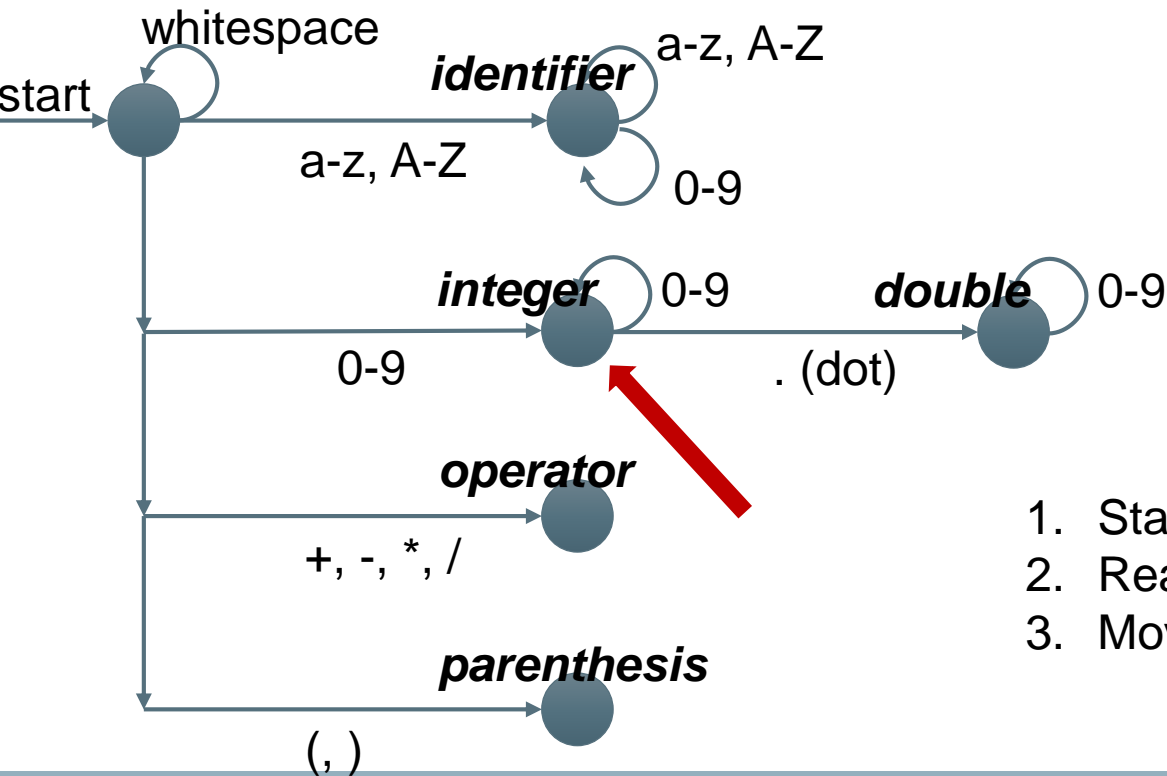 whitespace
start
identifier
a-z, A-Z
a-z, A-Z
0-9
integer
0-9
double
0-9
0-9
. (dot)
operator
+, -, *, /
1. Sta
2. Rea
3. Mov
parenthesis
(, )